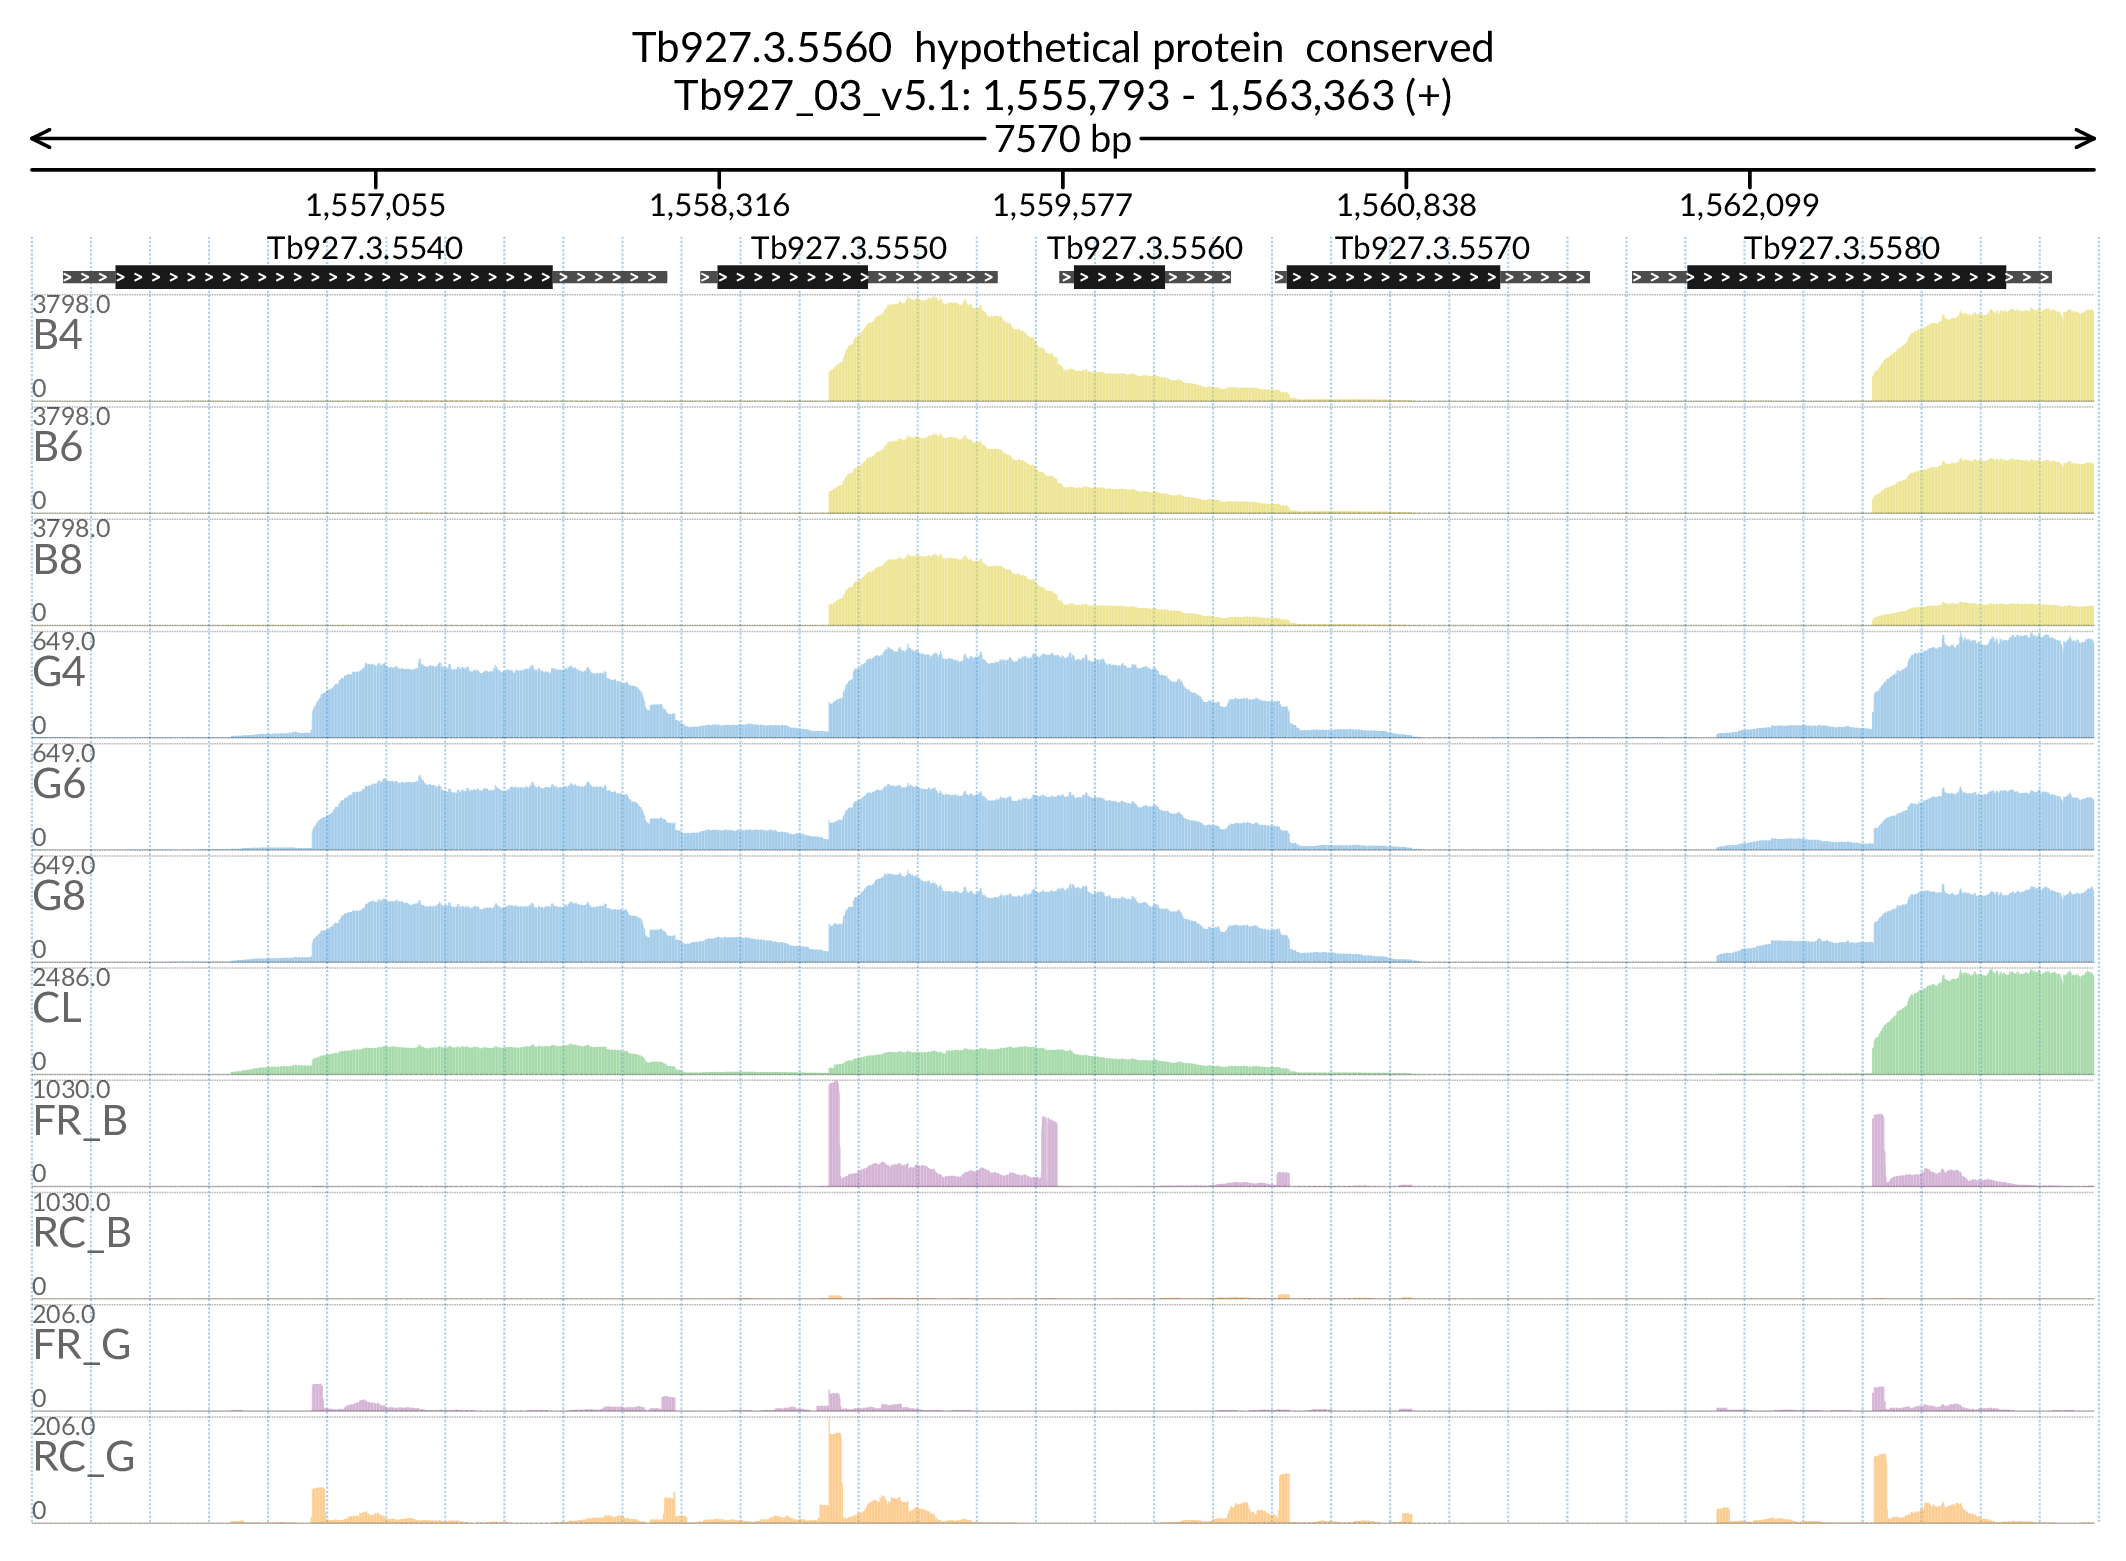 Tb927.3.5560  hypothetical protein  conserved
Tb927_03_v5.1: 1,555,793 - 1,563,363 (+)
7570 bp
1,557,055 1,558,316 1,559,577 1,560,838 1,562,099
Tb927.3.5540 Tb927.3.5550 Tb927.3.5560 Tb927.3.5570 Tb927.3.5580
3798.0
B4
0
3798.0
B6
0
3798.0
B8
0
649.0
G4
0
649.0
G6
0
649.0
G8
0
2486.0
CL
0
1030.0
FR_B
0
1030.0
RC_B
0
206.0
FR_G
0
206.0
RC_G
0